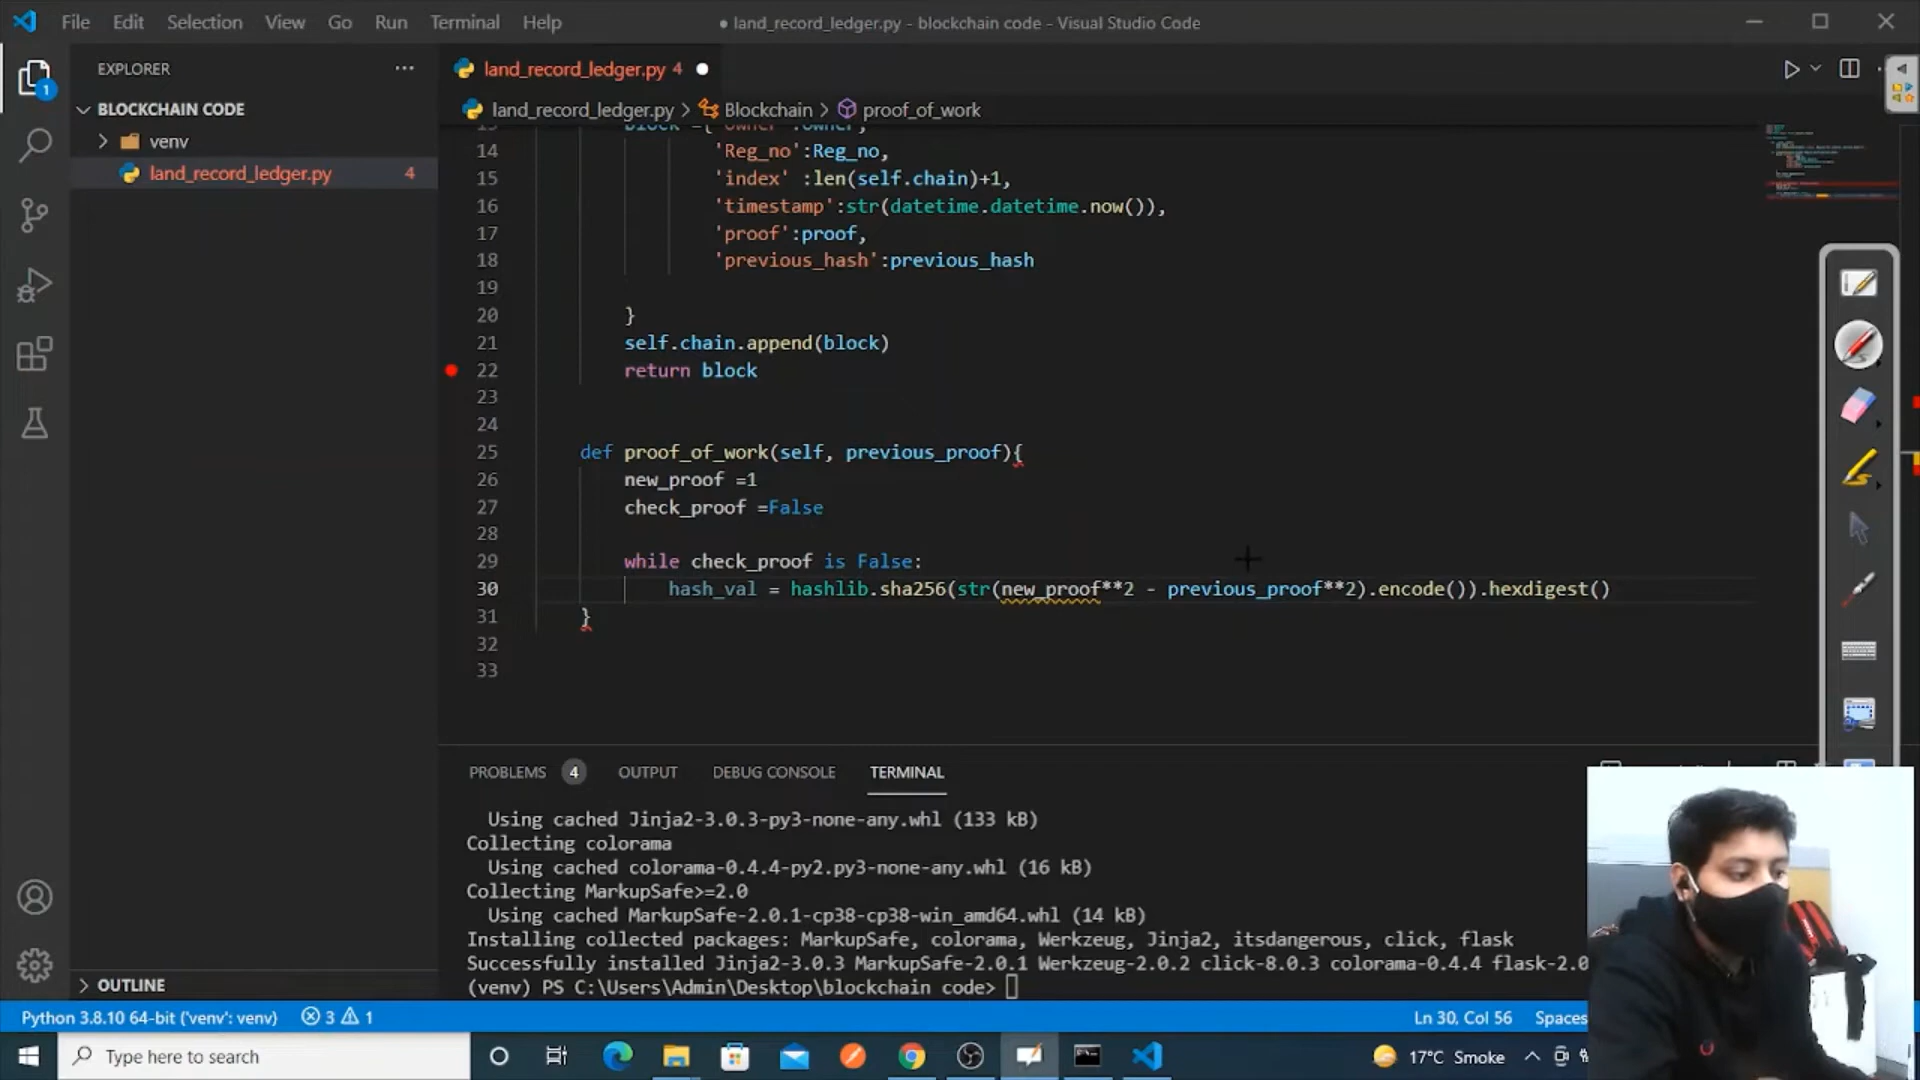 File Edit Selection View Go Run Terminal Help
● land_record_ledger.py - blockchain code - Visual Studio Code
EXPLORER
land_record_ledger.py 4
1
BLOCKCHAIN CODE
land_record_ledger.py > Blockchain > proof_of_work
venv
land_record_ledger.py 4
block ={'owner':owner,
14 'Reg_no':Reg_no,
15 'index' :len(self.chain)+1,
16 'timestamp':str(datetime.datetime.now()),
17 'proof':proof,
18 'previous_hash':previous_hash
19
20 }
21 self.chain.append(block)
22 return block
23
24
25 def proof_of_work(self, previous_proof){
26 new_proof =1
27 check_proof =False
28
29 while check_proof is False:
30 hash_val = hashlib.sha256(str(new_proof**2 - previous_proof**2).encode()).hexdigest()
31 }
32
33
PROBLEMS 4 OUTPUT DEBUG CONSOLE TERMINAL
Using cached Jinja2-3.0.3-py3-none-any.whl (133 kB)
Collecting colorama
Using cached colorama-0.4.4-py2.py3-none-any.whl (16 kB)
Collecting MarkupSafe>=2.0
Using cached MarkupSafe-2.0.1-cp38-cp38-win_amd64.whl (14 kB)
Installing collected packages: MarkupSafe, colorama, Werkzeug, Jinja2, itsdangerous, click, flask
Successfully installed Jinja2-3.0.3 MarkupSafe-2.0.1 Werkzeug-2.0.2 click-8.0.3 colorama-0.4.4 flask-2.0
(venv) PS C:\Users\Admin\Desktop\blockchain code>
OUTLINE
Python 3.8.10 64-bit ('venv': venv) 3 1
Ln 30, Col 56 Spaces
Type here to search
17°C Smoke